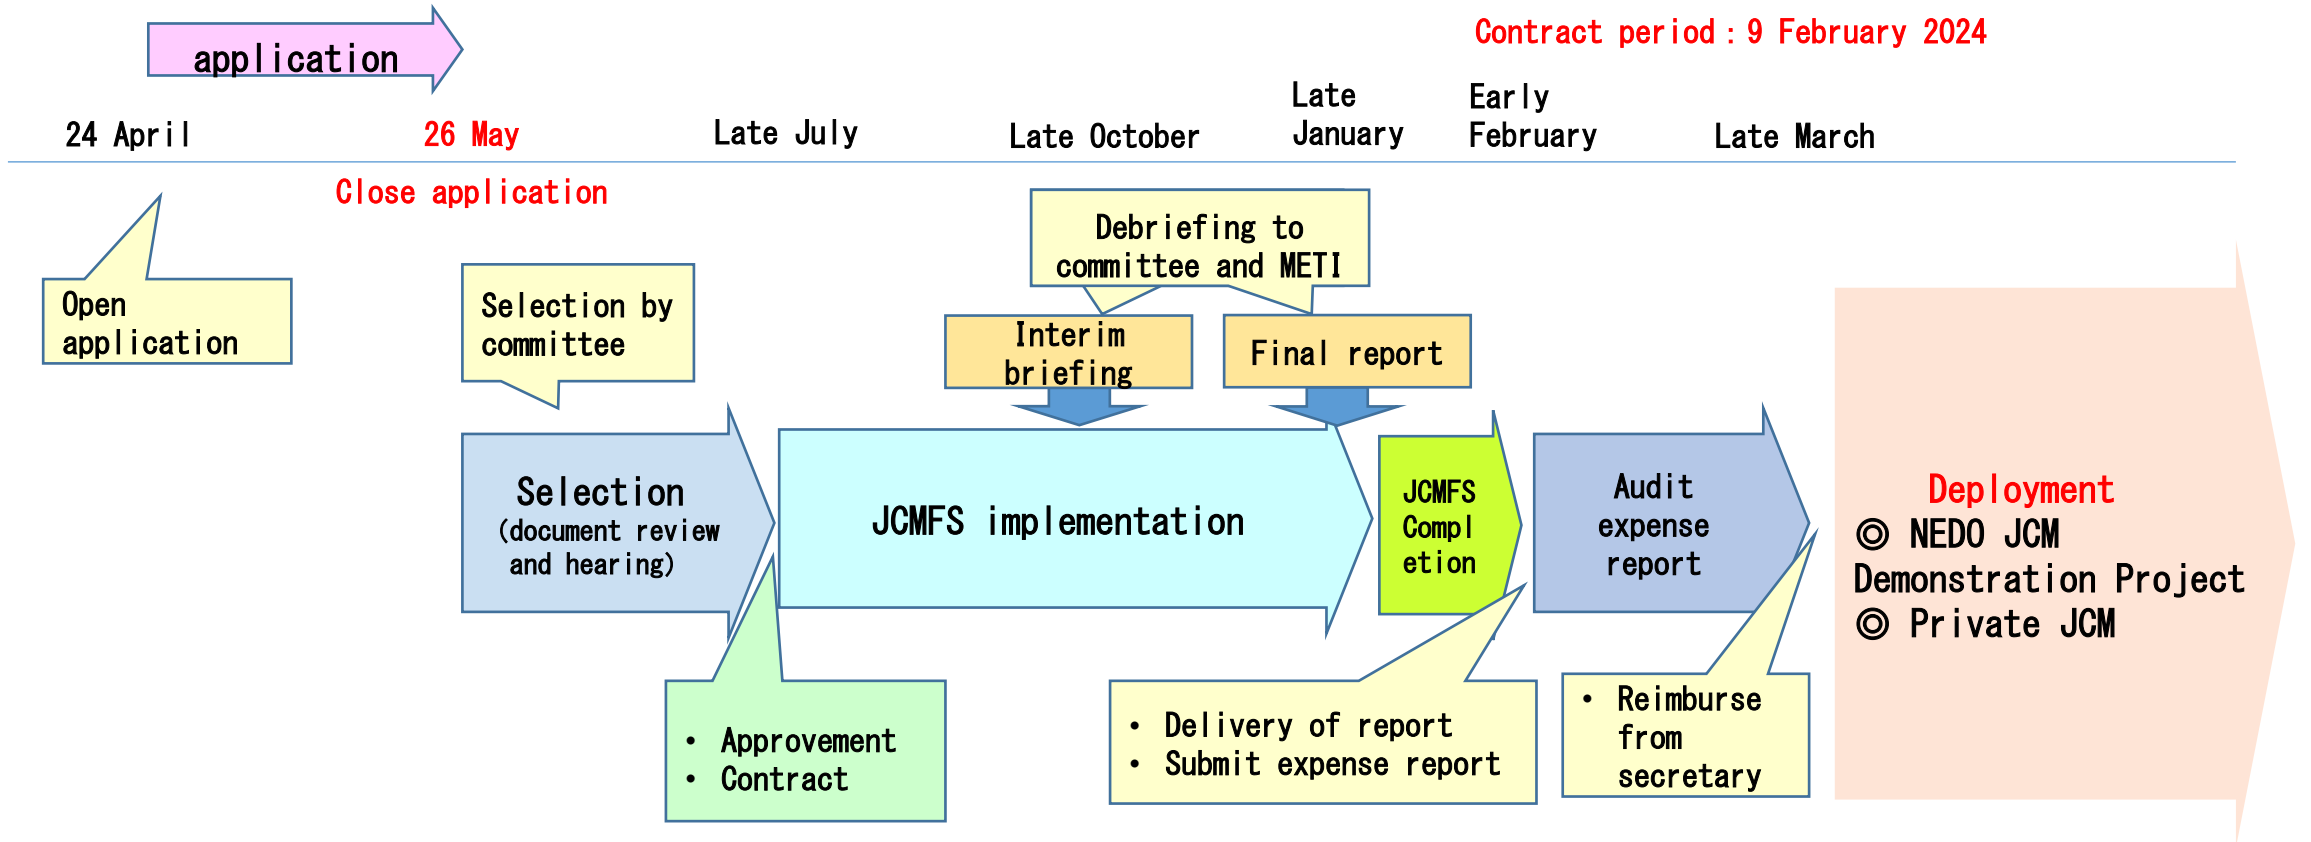 application
Contract period：9 February 2024
24 April
26 May
Late July
Late October
Late
January
Early
February
Late March
Close application
Open
application
Selection by
committee
Debriefing to
committee and METI
Interim
briefing
Final report
Selection
(document review
and hearing)
JCMFS implementation
JCMFS
Compl
etion
Audit
expense
report
Deployment
◎ NEDO JCM
Demonstration Project
◎ Private JCM
• Approvement
• Contract
• Delivery of report
• Submit expense report
• Reimburse
from
secretary